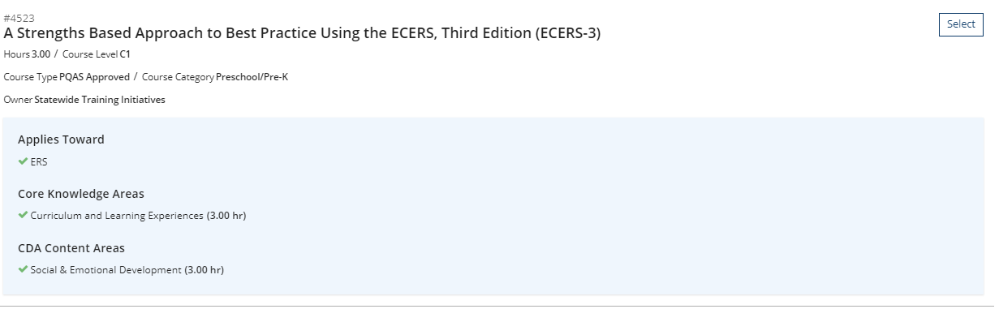 #4523
A Strengths Based Approach to Best Practice Using the ECERS, Third Edition (ECERS-3)
Select
Hours 3.00 / Course Level C1
Course Type PQAS Approved / Course Category Preschool/Pre-K
Owner Statewide Training Initiatives
Applies Toward
✔ ERS
Core Knowledge Areas
✔ Curriculum and Learning Experiences (3.00 hr)
CDA Content Areas
✔ Social & Emotional Development (3.00 hr)